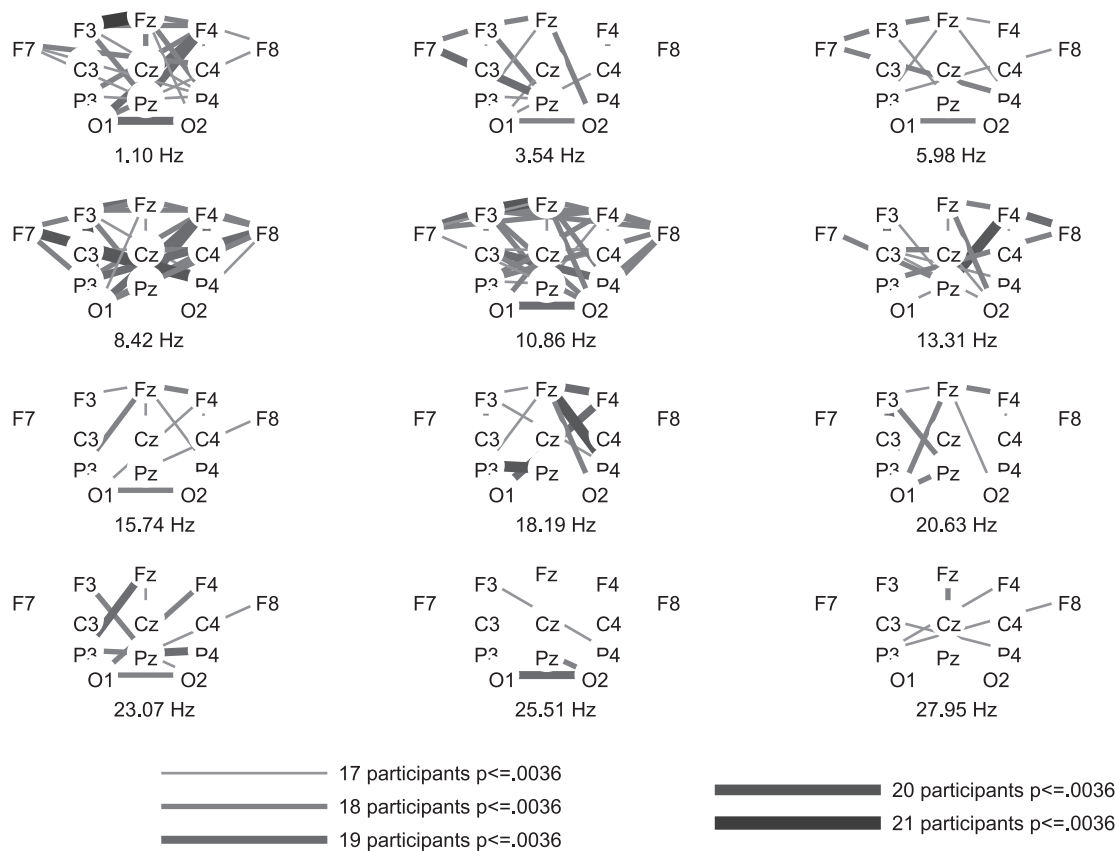 Fz Fz Fz
F3 F4 F3 F4 F3 F4
F7 F8 F7 F8 F7 F8
C3 Cz C4 C3 Cz C4 C3 Cz C4
P3 Pz P4 P3 Pz P4 P3 Pz P4
O1 O2 O1 O2 O1 O2
1.10 Hz 3.54 Hz 5.98 Hz
Fz Fz Fz
F3 F4 F3 F4 F3 F4
F7 F8 F7 F8 F7 F8
C3 Cz C4 C3 Cz C4 C3 Cz C4
P3 Pz P4 P3 Pz P4 P3 Pz P4
O1 O2 O1 O2 O1 O2
8.42 Hz 10.86 Hz 13.31 Hz
Fz Fz Fz
F3 F4 F3 F4 F3 F4
F7 F8 F7 F8 F7 F8
C3 Cz C4 C3 Cz C4 C3 Cz C4
P3 Pz P4 P3 Pz P4 P3 Pz P4
O1 O2 O1 O2 O1 O2
15.74 Hz 18.19 Hz 20.63 Hz
Fz Fz Fz
F3 F4 F3 F4 F3 F4
F7 F8 F7 F8 F7 F8
C3 Cz C4 C3 Cz C4 C3 Cz C4
P3 Pz P4 P3 Pz P4 P3 Pz P4
O1 O2 O1 O2 O1 O2
23.07 Hz 25.51 Hz 27.95 Hz
17 participants p<=.0036
18 participants p<=.0036
19 participants p<=.0036
20 participants p<=.0036
21 participants p<=.0036